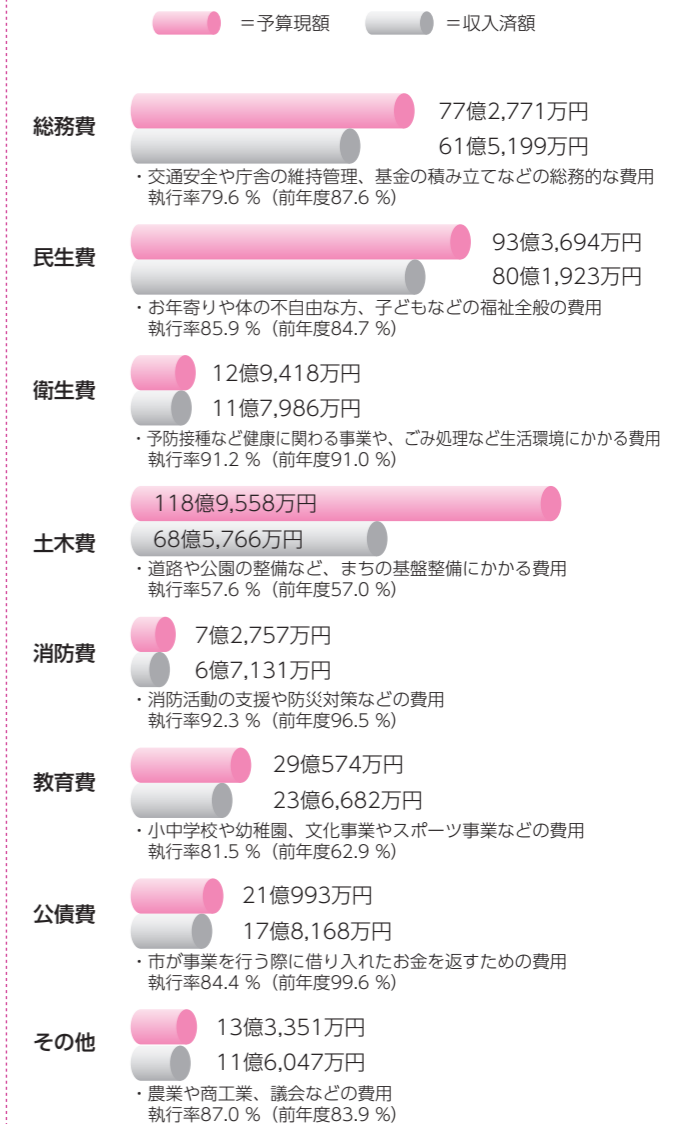 ＝予算現額　＝収入済額
総務費
77億2,771万円
61億5,199万円
・交通安全や庁舎の維持管理、基金の積み立てなどの総務的な費用
執行率79.6 %（前年度87.6 %）
民生費
93億3,694万円
80億1,923万円
・お年寄りや体の不自由な方、子どもなどの福祉全般の費用
執行率85.9 %（前年度84.7 %）
衛生費
12億9,418万円
11億7,986万円
・予防接種など健康に関わる事業や、ごみ処理など生活環境にかかる費用
執行率91.2 %（前年度91.0 %）
土木費
118億9,558万円
68億5,766万円
・道路や公園の整備など、まちの基盤整備にかかる費用
執行率57.6 %（前年度57.0 %）
消防費
7億2,757万円
6億7,131万円
・消防活動の支援や防災対策などの費用
執行率92.3 %（前年度96.5 %）
教育費
29億574万円
23億6,682万円
・小中学校や幼稚園、文化事業やスポーツ事業などの費用
執行率81.5 %（前年度62.9 %）
公債費
21億993万円
17億8,168万円
・市が事業を行う際に借り入れたお金を返すための費用
執行率84.4 %（前年度99.6 %）
その他
13億3,351万円
11億6,047万円
・農業や商工業、議会などの費用
執行率87.0 %（前年度83.9 %）